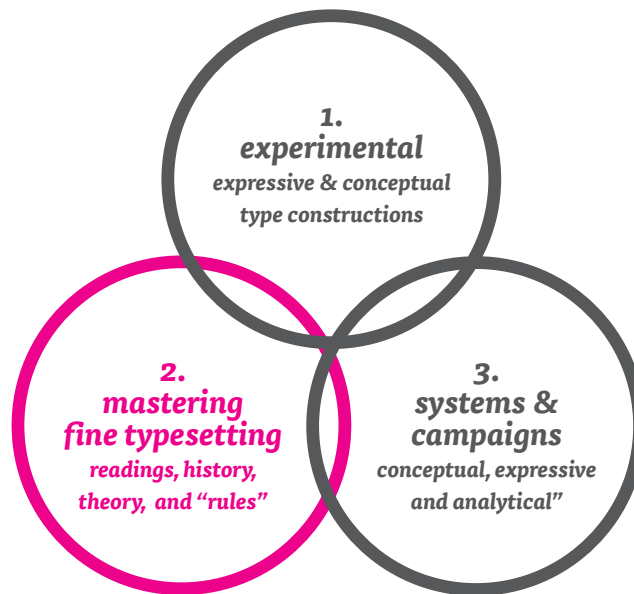 1.
experimental
expressive & conceptual
type constructions
2.
mastering
fine typesetting
readings, history,
theory, and “rules”
3.
systems &
campaigns
conceptual, expressive
and analytical”